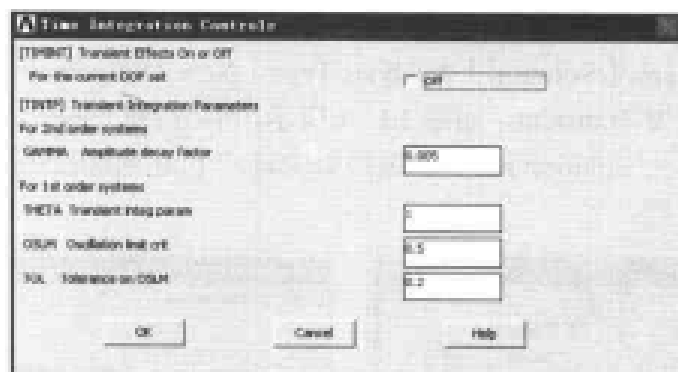 Time Integration Controls
[TIMINT] Transient Effects On or Off
For the current DOF set
Off
[TINTP] Transient Integration Parameters
For 2nd order systems
GAMMA Amplitude decay factor
0.005
For 1st order systems
THETA Transient integ param
1
OSLM Oscillation limit crit
0.5
TOL Tolerance on OSLM
0.2
OK Cancel Help